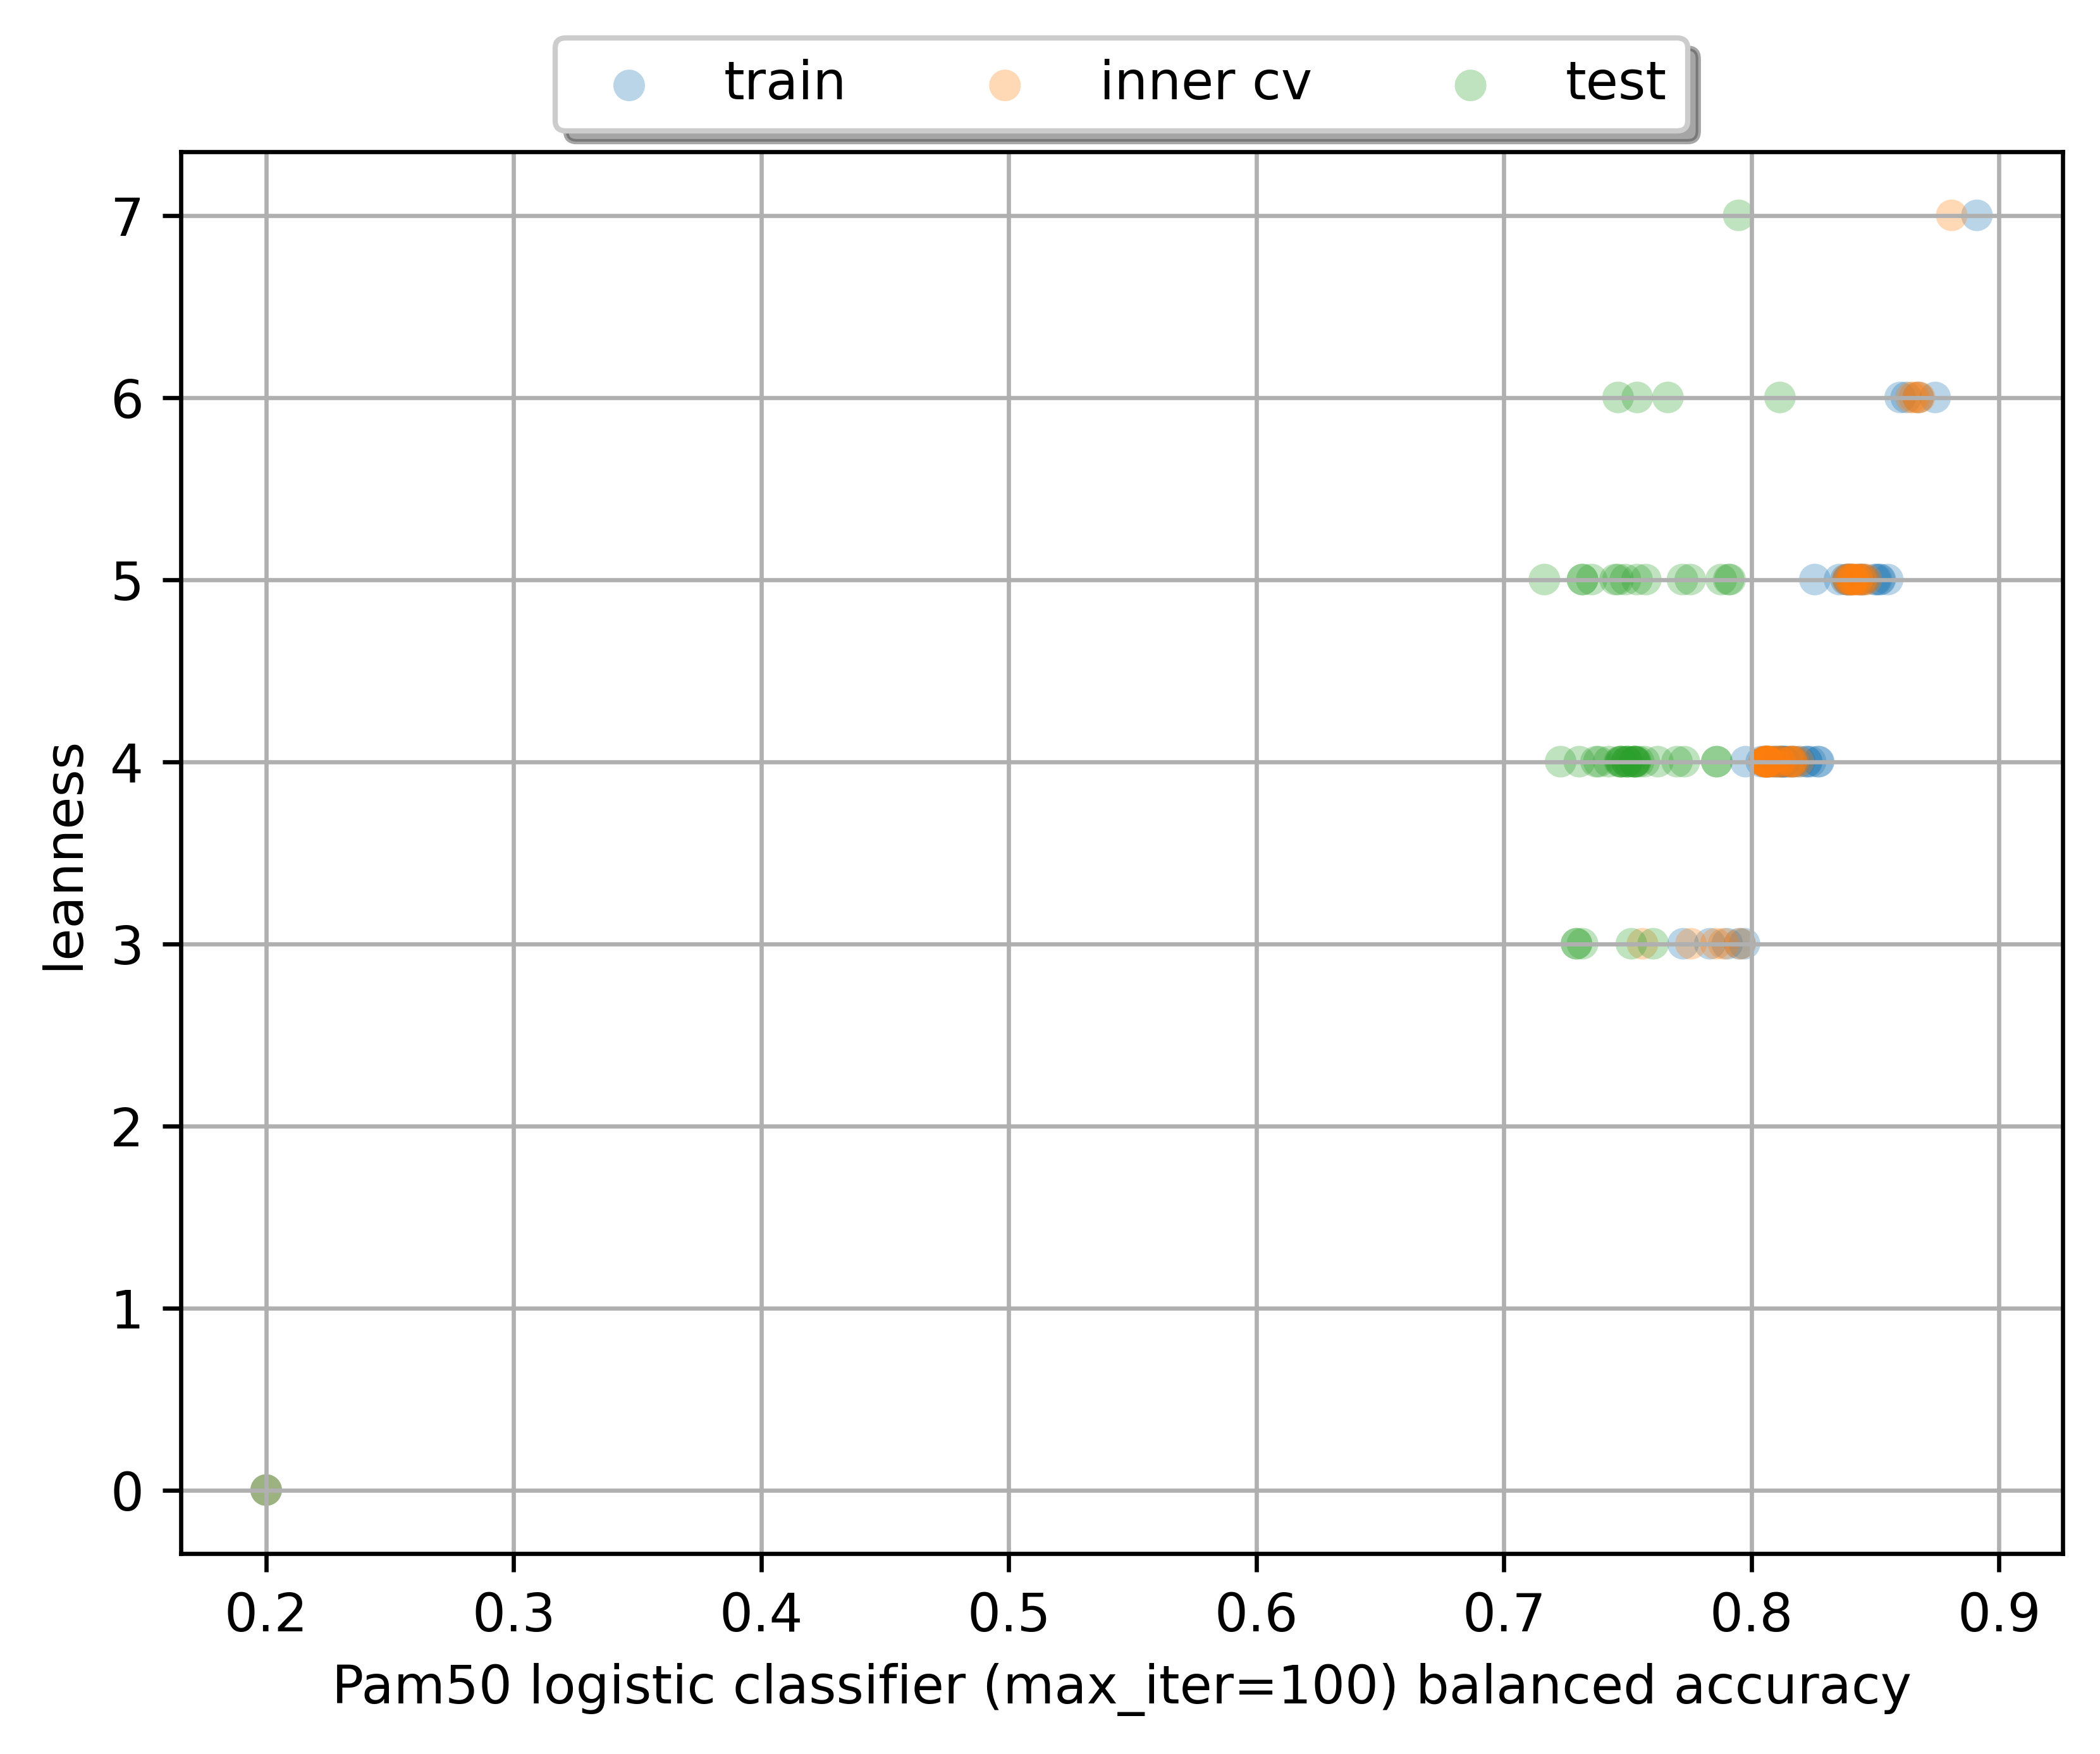 train inner cv test
7
6
5
4
3
2
1
0
leanness
0.2 0.3 0.4 0.5 0.6 0.7 0.8 0.9
Pam50 logistic classifier (max_iter=100) balanced accuracy